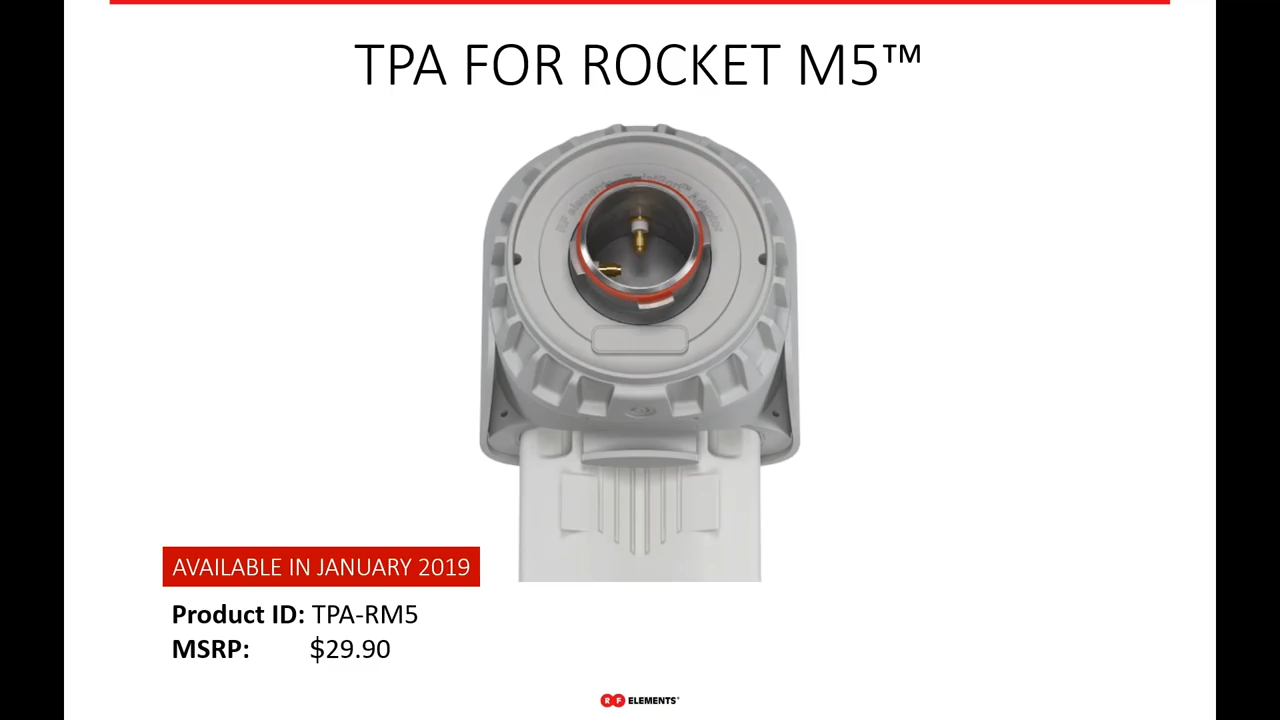 TPA FOR ROCKET M5™
AVAILABLE IN JANUARY 2019
Product ID: TPA-RM5
MSRP: $29.90
RF ELEMENTS®